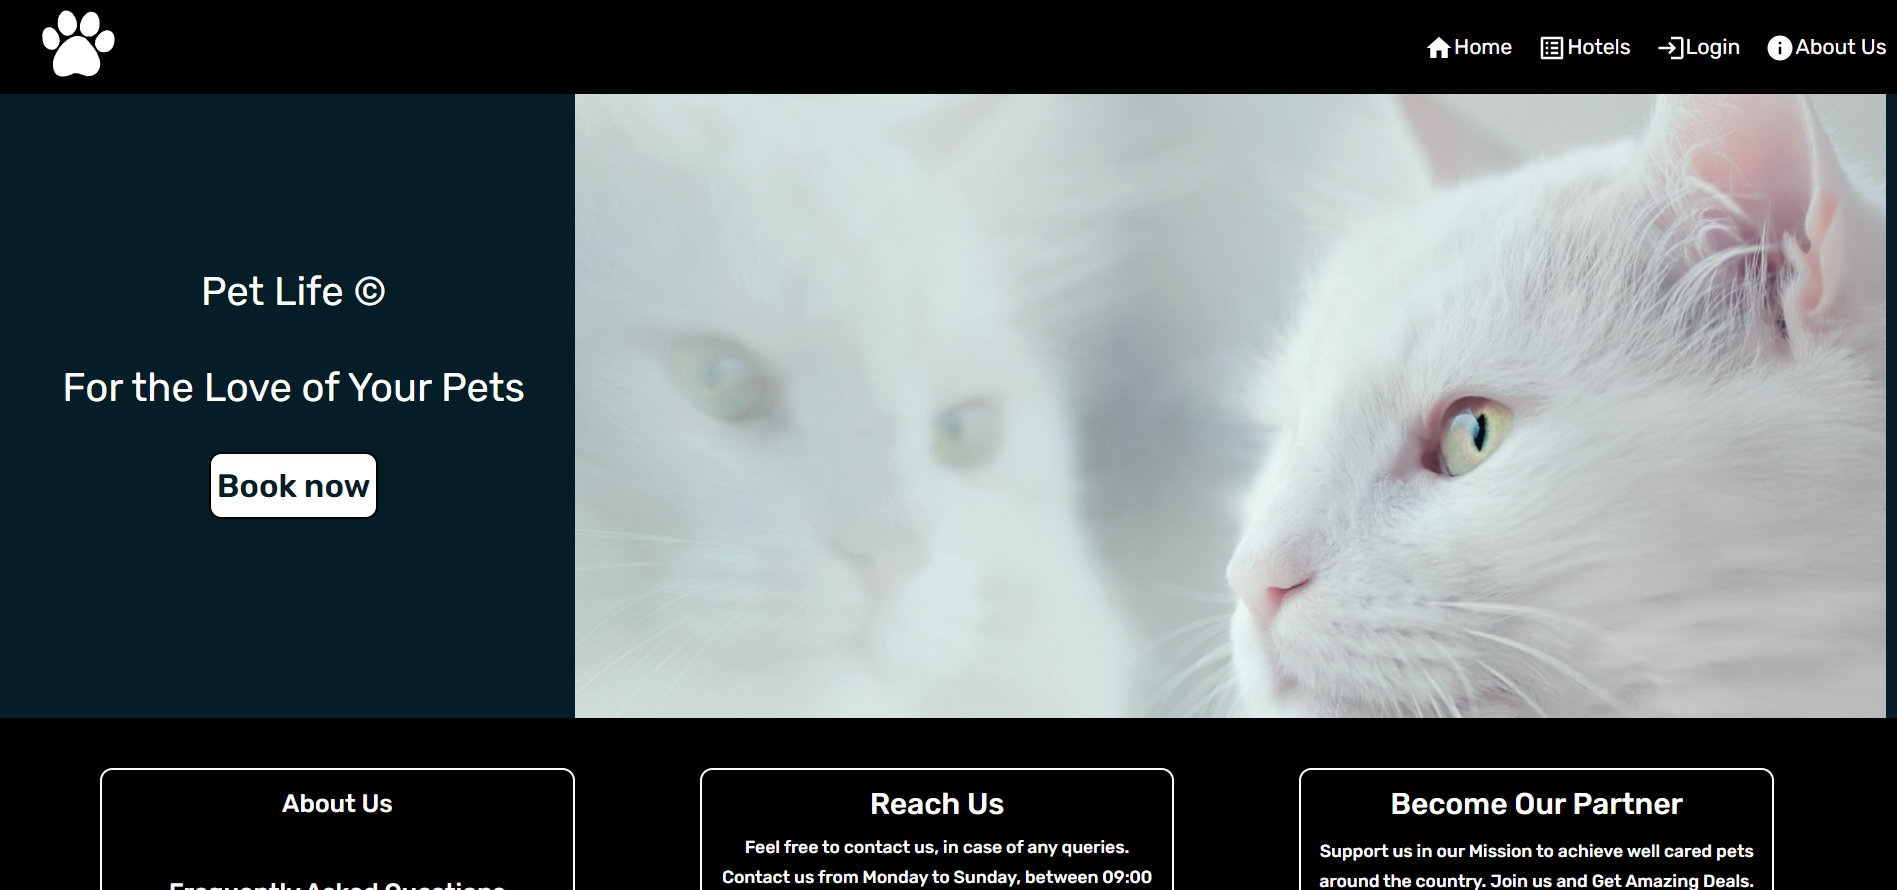 Home Hotels Login About Us
Pet Life ©
For the Love of Your Pets
Book now
About Us
Frequently Asked Questions
Reach Us
Feel free to contact us, in case of any queries.
Contact us from Monday to Sunday, between 09:00
Become Our Partner
Support us in our Mission to achieve well cared pets
around the country. Join us and Get Amazing Deals.